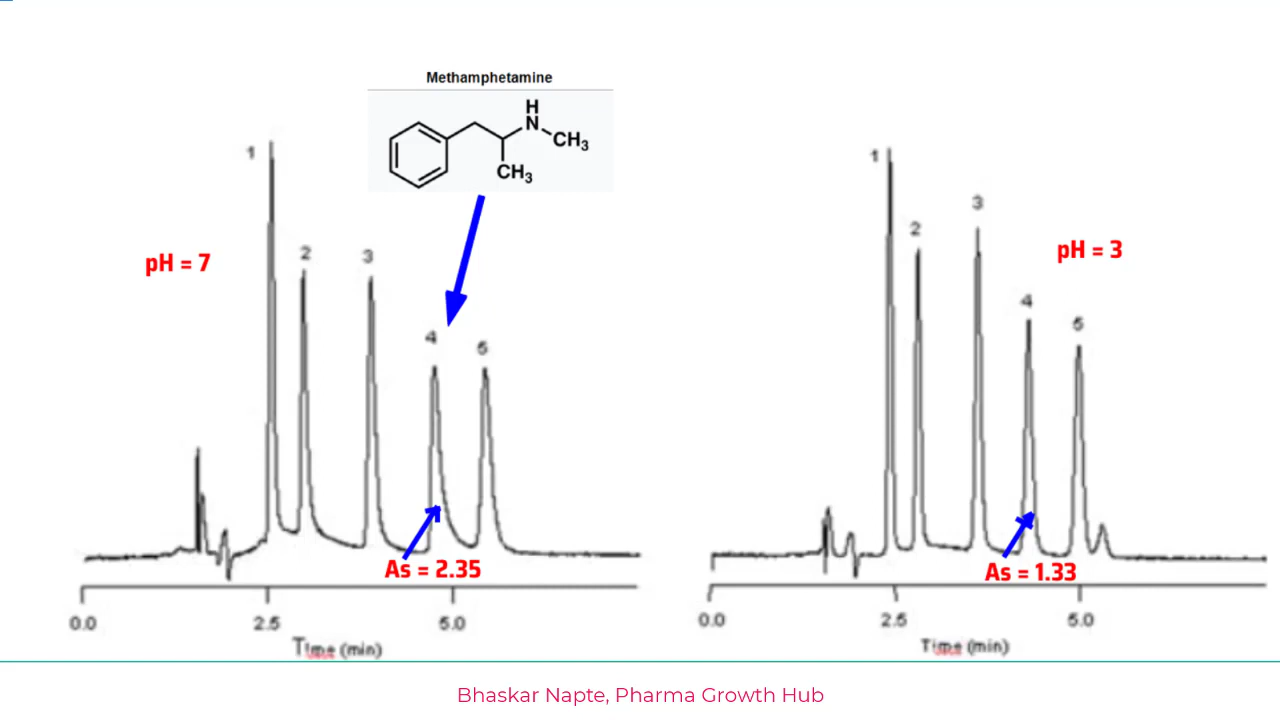 Methamphetamine
H
N
CH3
CH3
1
2
3
4
5
pH = 7
As = 2.35
0.0 2.5 5.0
Time (min)
1
2
3
4
5
pH = 3
As = 1.33
0.0 2.5 5.0
Time (min)
Bhaskar Napte, Pharma Growth Hub